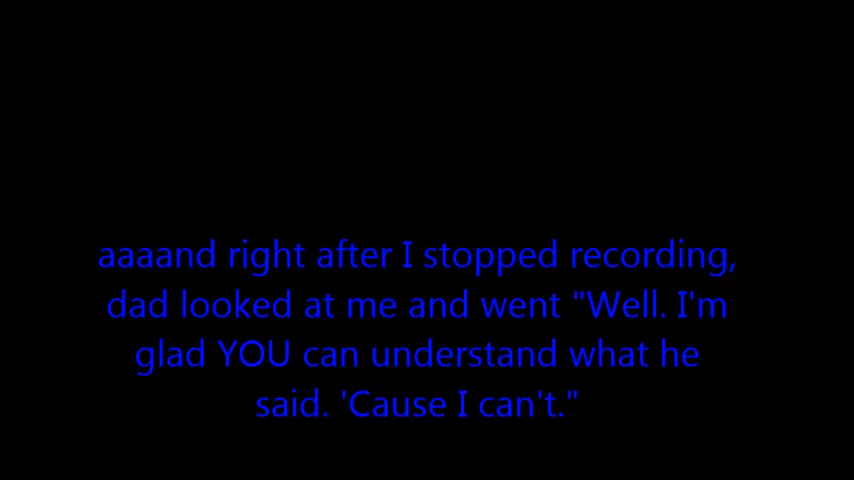 aaaand right after I stopped recording,
dad looked at me and went "Well. I'm
glad YOU can understand what he
said. 'Cause I can't."